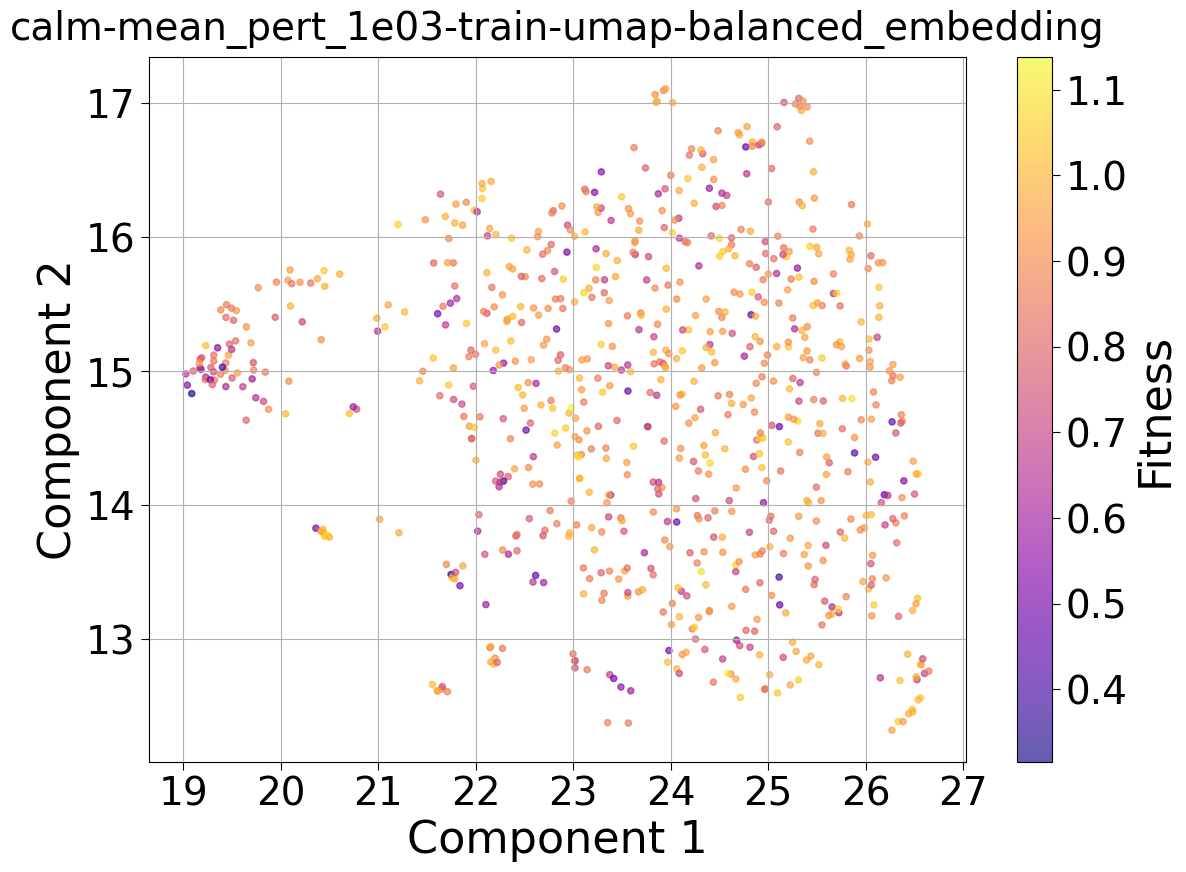 calm-mean_pert_1e03-train-umap-balanced_embedding
17
16
15
14
13
Component 2
19 20 21 22 23 24 25 26 27
Component 1
1.1
1.0
0.9
0.8
0.7
0.6
0.5
0.4
Fitness